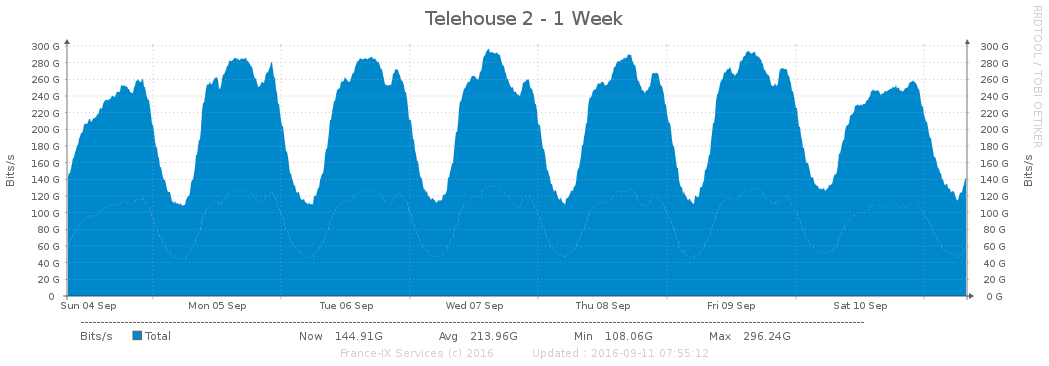 Telehouse 2 - 1 Week
RRDTOOL / TOBI OETIKER
Bits/s
Bits/s
300 G 300 G
280 G 280 G
260 G 260 G
240 G 240 G
220 G 220 G
200 G 200 G
180 G 180 G
160 G 160 G
140 G 140 G
120 G 120 G
100 G 100 G
80 G 80 G
60 G 60 G
40 G 40 G
20 G 20 G
0 0 G
Sun 04 Sep Mon 05 Sep Tue 06 Sep Wed 07 Sep Thu 08 Sep Fri 09 Sep Sat 10 Sep
Bits/s Total Now 144.91G Avg 213.96G Min 108.06G Max 296.24G
France-IX Services (c) 2016 Updated : 2016-09-11 07:55:12